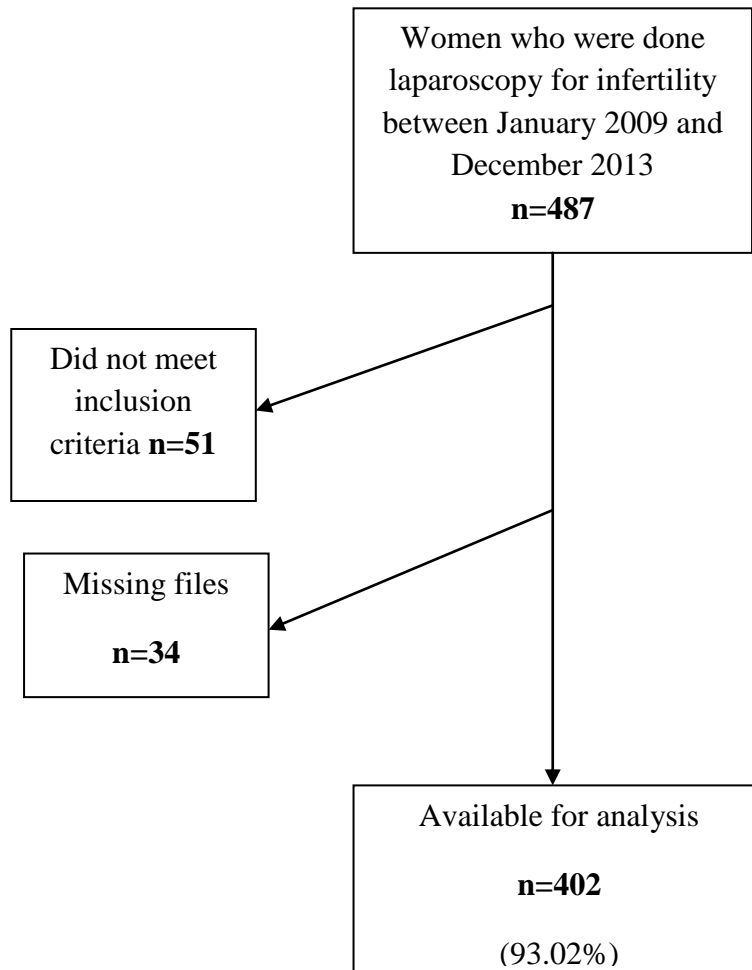 Women who were done
laparoscopy for infertility
between January 2009 and
December 2013
n=487
Did not meet
inclusion
criteria n=51
Missing files
n=34
Available for analysis
n=402
(93.02%)